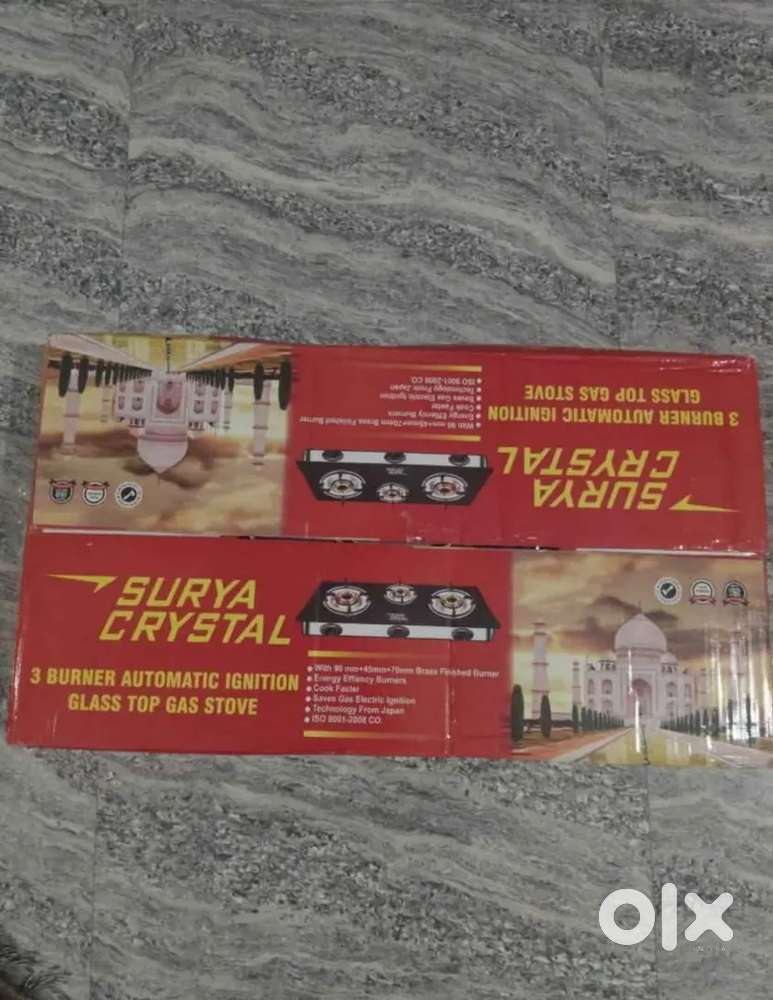 3 BURNER AUTOMATIC IGNITION
GLASS TOP GAS STOVE
SURYA
CRYSTAL
With 90 mm+45mm+70mm Brass Finished Burner
Energy Effiency Burners
Cook Faster
Saves Gas Electric Ignition
Technology From Japan
ISO 9001-2008 CO.
SURYA
CRYSTAL
3 BURNER AUTOMATIC IGNITION
GLASS TOP GAS STOVE
With 90 mm+45mm+70mm Brass Finished Burner
Energy Effiency Burners
Cook Faster
Saves Gas Electric Ignition
Technology From Japan
ISO 9001-2008 CO.
olx
INDIA